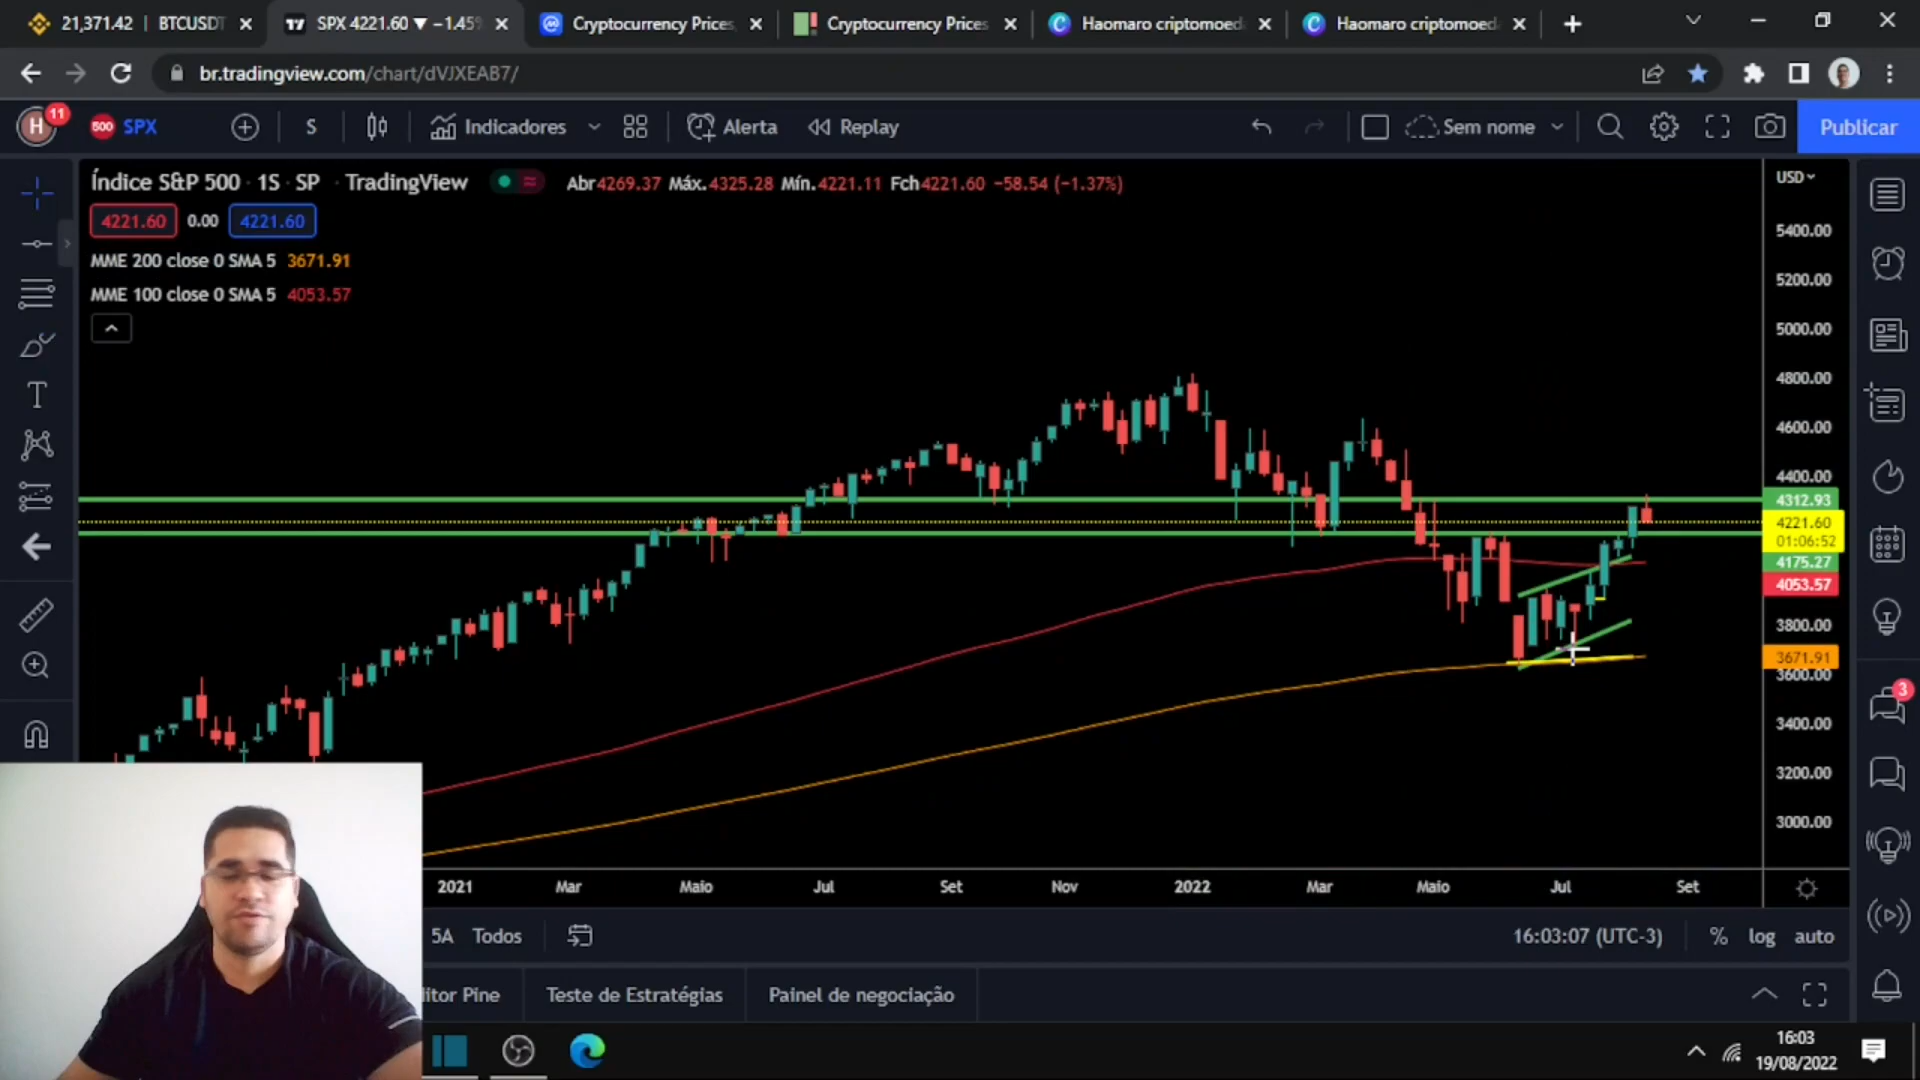 21,371.42 | BTCUSDT
SPX 4221.60 ▼ −1.45%
Cryptocurrency Prices,
Cryptocurrency Prices
Haomaro criptomoeda
Haomaro criptomoeda
br.tradingview.com/chart/dVJXEAB7/
H
11
500
SPX
S
Indicadores
Alerta
Replay
Sem nome
Publicar
Índice S&P 500 · 1S · SP · TradingView
Abr4269.37 Máx.4325.28 Mín.4221.11 Fch4221.60 −58.54 (−1.37%)
USD
4221.60
0.00
4221.60
MME 200 close 0 SMA 5 3671.91
MME 100 close 0 SMA 5 4053.57
5400.00
5200.00
5000.00
4800.00
4600.00
4400.00
4312.93
4221.60
01:06:52
4175.27
4053.57
3800.00
3671.91
3600.00
3400.00
3200.00
3000.00
3
2021
Mar
Maio
Jul
Set
Nov
2022
Mar
Maio
Jul
Set
5A
Todos
16:03:07 (UTC-3)
%
log
auto
itor Pine
Teste de Estratégias
Painel de negociação
16:03
19/08/2022